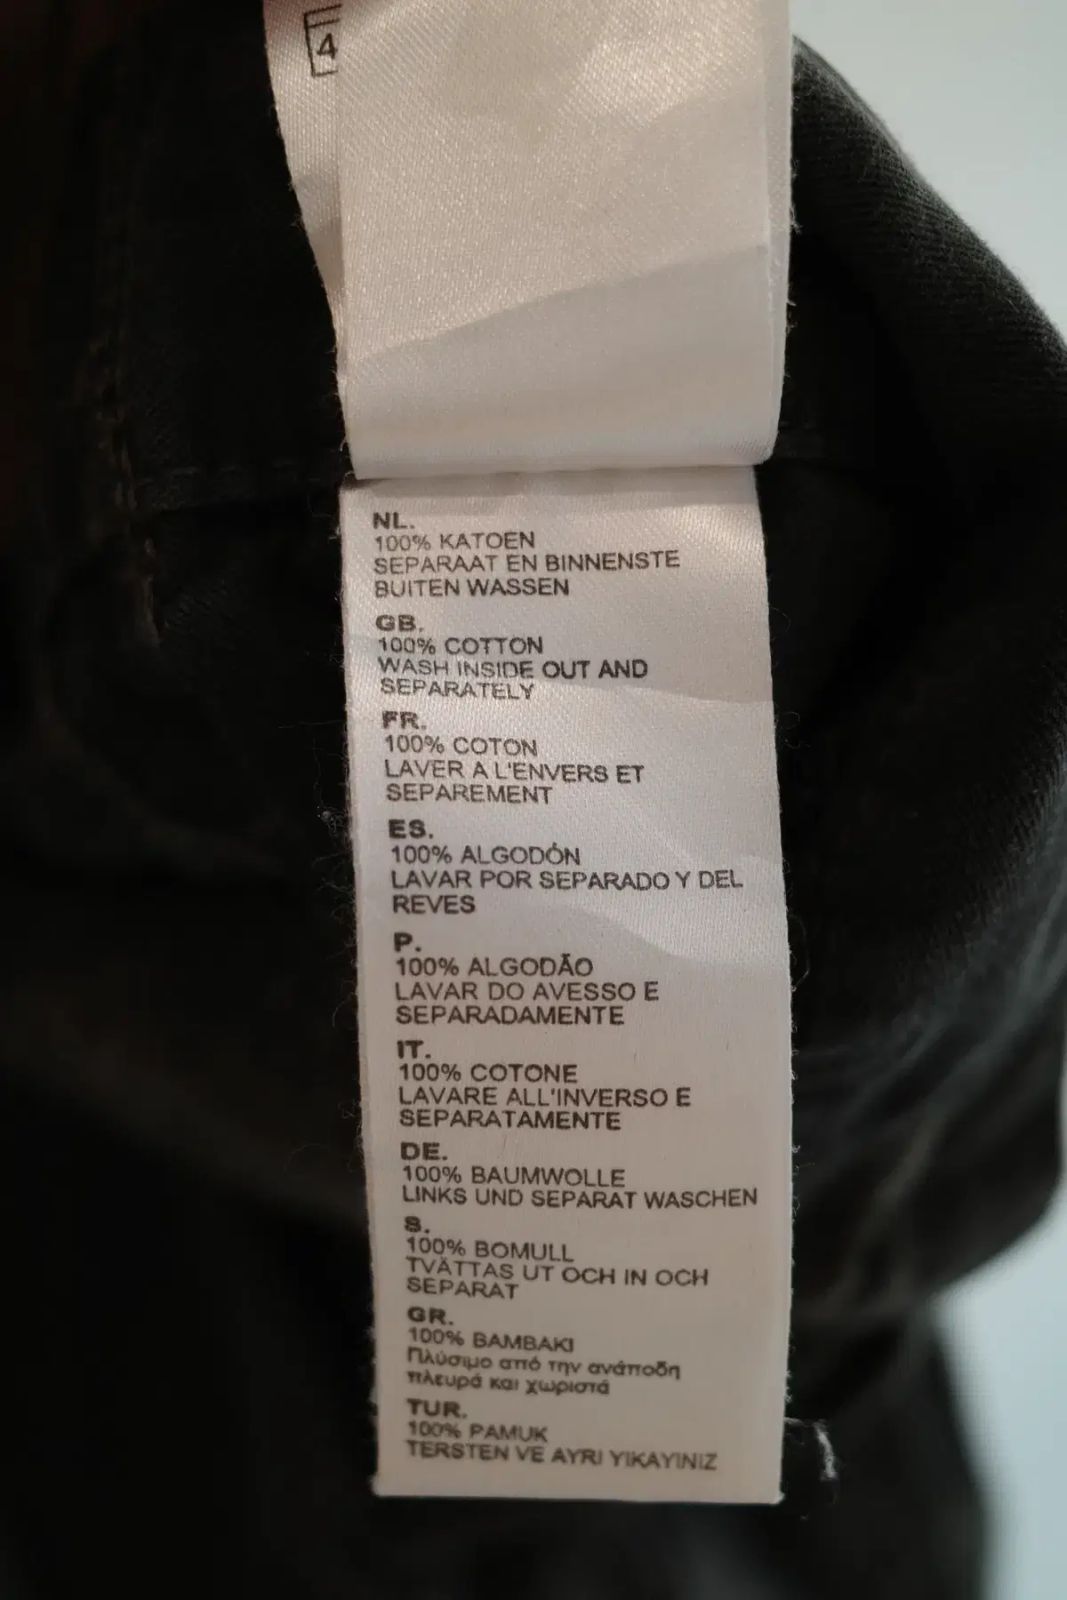 4
NL.
100% KATOEN
SEPARAAT EN BINNENSTE
BUITEN WASSEN
GB.
100% COTTON
WASH INSIDE OUT AND
SEPARATELY
FR.
100% COTON
LAVER A L'ENVERS ET
SEPAREMENT
ES.
100% ALGODÓN
LAVAR POR SEPARADO Y DEL
REVES
P.
100% ALGODÃO
LAVAR DO AVESSO E
SEPARADAMENTE
IT.
100% COTONE
LAVARE ALL'INVERSO E
SEPARATAMENTE
DE.
100% BAUMWOLLE
LINKS UND SEPARAT WASCHEN
S.
100% BOMULL
TVÄTTAS UT OCH IN OCH
SEPARAT
GR.
100% BAMBAKI
Πλύσιμο από την ανάποδη
πλευρά και χωριστά
TUR.
100% PAMUK
TERSTEN VE AYRI YIKAYINIZ